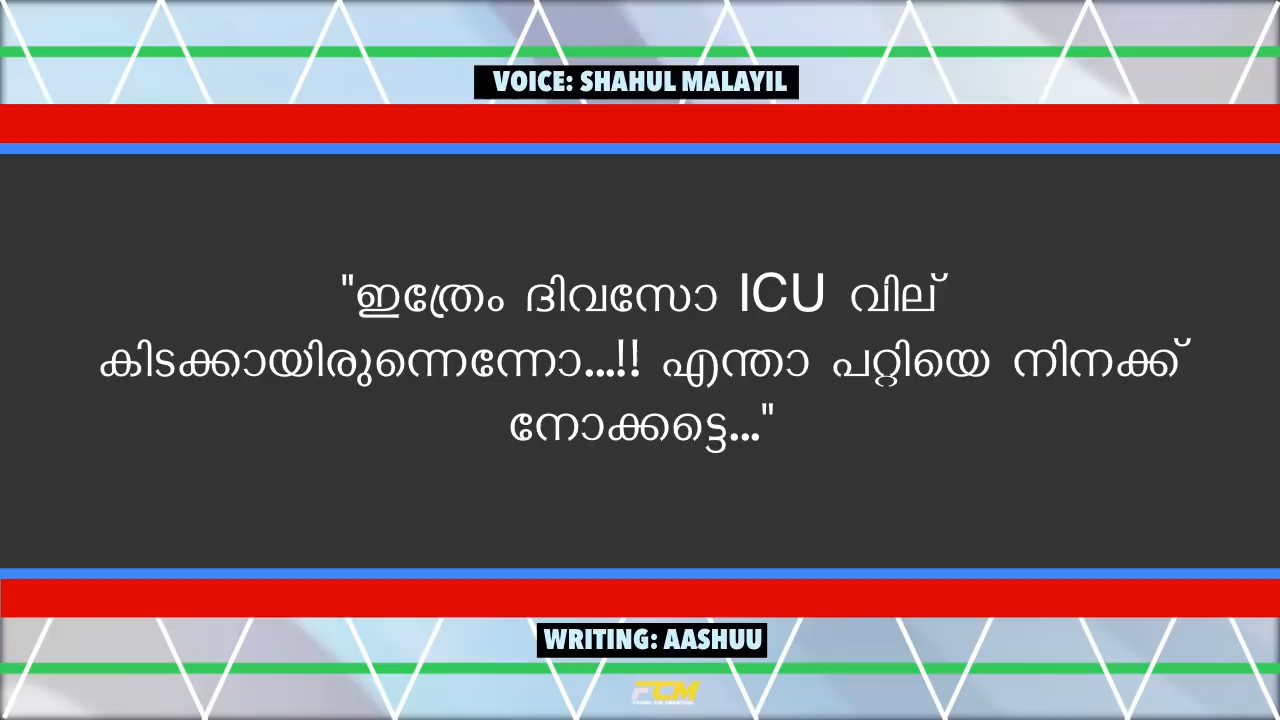 VOICE: SHAHUL MALAYIL
"ഇത്രേം ദിവസോ ICU വില്
കിടക്കായിരുന്നെന്നോ...!! എന്താ പറ്റിയെ നിനക്ക്
നോക്കട്ടെ..."
WRITING: AASHUU
FCM